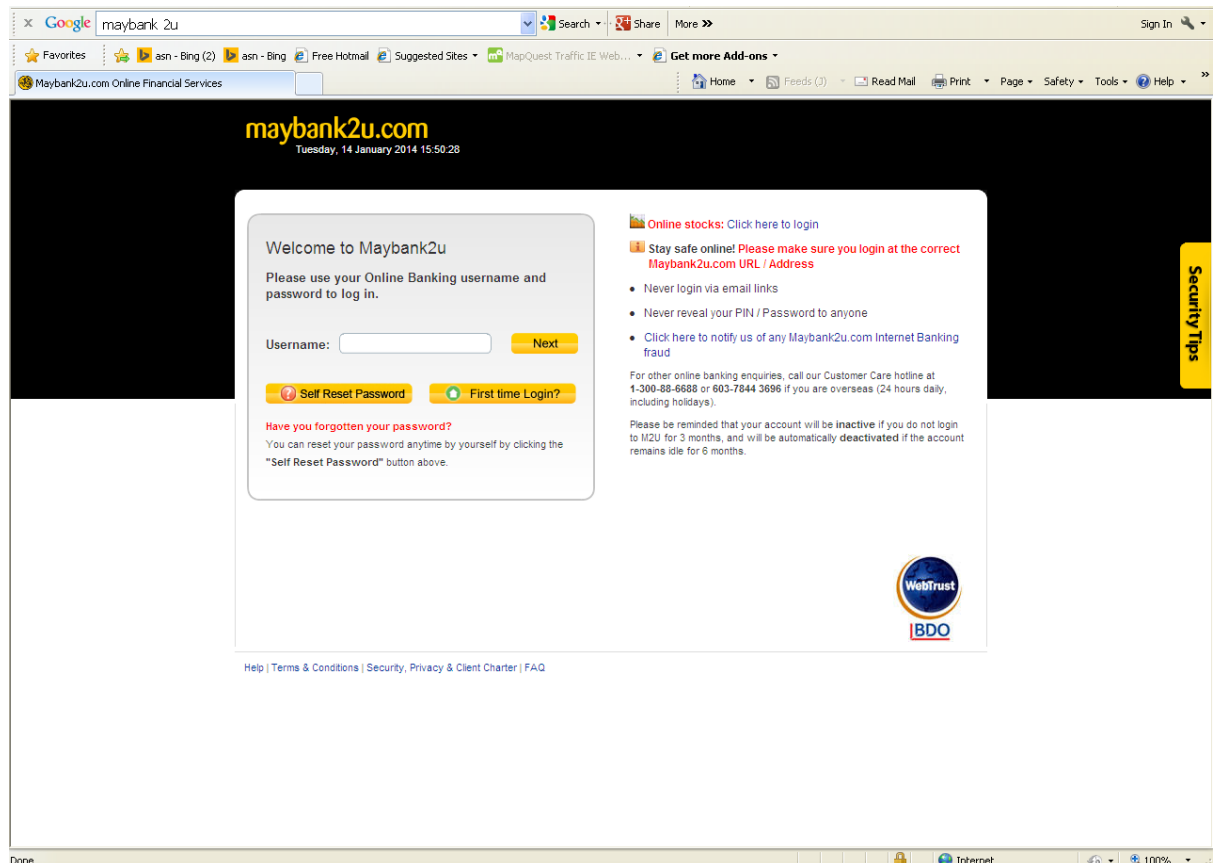 x Google maybank 2u Search Share More >> Sign In
Favorites asn - Bing (2) asn - Bing Free Hotmail Suggested Sites MapQuest Traffic IE Web... Get more Add-ons
Maybank2u.com Online Financial Services Home Feeds (J) Read Mail Print Page Safety Tools Help >>
maybank2u.com
Tuesday, 14 January 2014 15:50:28
Welcome to Maybank2u
Please use your Online Banking username and
password to log in.
Username: Next
Self Reset Password First time Login?
Have you forgotten your password?
You can reset your password anytime by yourself by clicking the
"Self Reset Password" button above.
Online stocks: Click here to login
Stay safe online! Please make sure you login at the correct
Maybank2u.com URL / Address
• Never login via email links
• Never reveal your PIN / Password to anyone
• Click here to notify us of any Maybank2u.com Internet Banking
fraud
For other online banking enquiries, call our Customer Care hotline at
1-300-88-6688 or 603-7844 3696 if you are overseas (24 hours daily,
including holidays).
Please be reminded that your account will be inactive if you do not login
to M2U for 3 months, and will be automatically deactivated if the account
remains idle for 6 months.
Security Tips
WebTrust
BDO
Help | Terms & Conditions | Security, Privacy & Client Charter | FAQ
Done Internet 100%